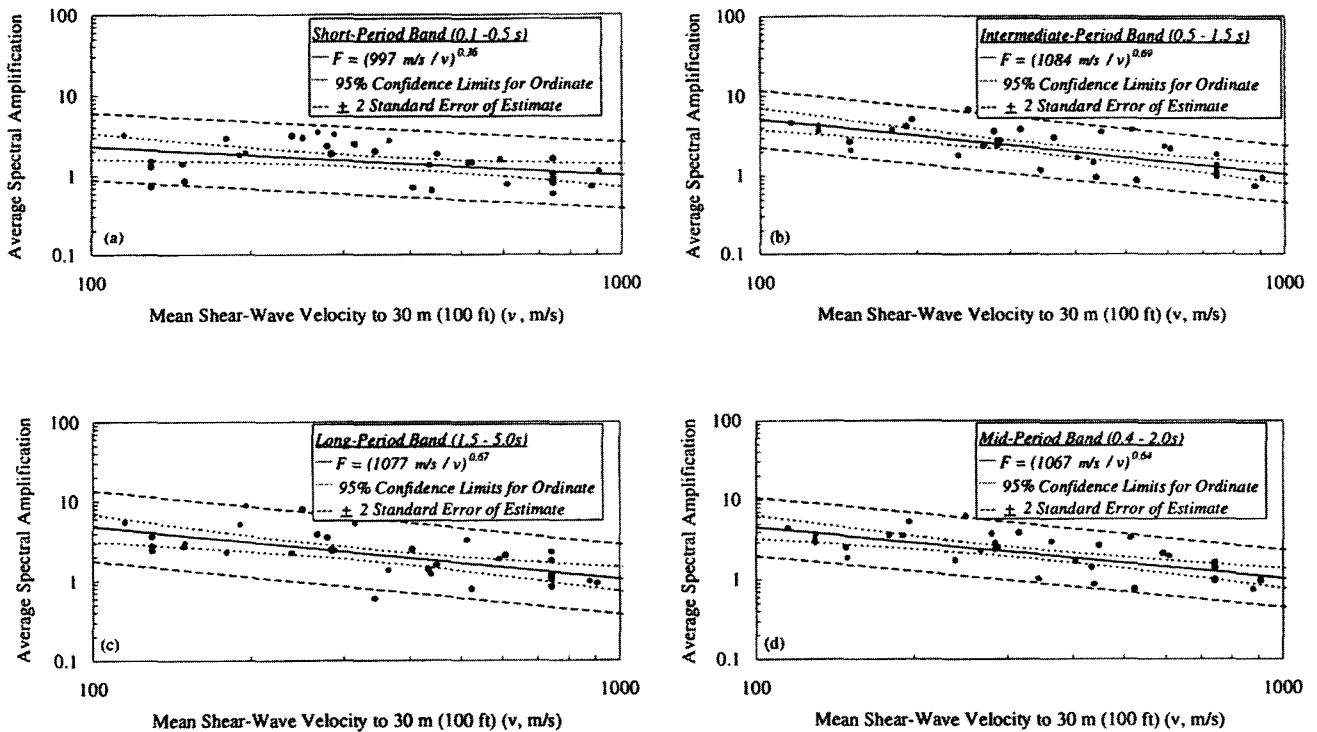 100
10
1
0.1
Average Spectral Amplification
Short-Period Band (0.1 -0.5 s)
F = (997 m/s / v)^0.36
95% Confidence Limits for Ordinate
± 2 Standard Error of Estimate
(a)
100
1000
Mean Shear-Wave Velocity to 30 m (100 ft) (v, m/s)
100
10
1
0.1
Average Spectral Amplification
Intermediate-Period Band (0.5 - 1.5 s)
F = (1084 m/s / v)^0.69
95% Confidence Limits for Ordinate
± 2 Standard Error of Estimate
(b)
100
1000
Mean Shear-Wave Velocity to 30 m (100 ft) (v, m/s)
100
10
1
0.1
Average Spectral Amplification
Long-Period Band (1.5 - 5.0s)
F = (1077 m/s / v)^0.67
95% Confidence Limits for Ordinate
± 2 Standard Error of Estimate
(c)
100
1000
Mean Shear-Wave Velocity to 30 m (100 ft) (v, m/s)
100
10
1
0.1
Average Spectral Amplification
Mid-Period Band (0.4 - 2.0s)
F = (1067 m/s / v)^0.64
95% Confidence Limits for Ordinate
± 2 Standard Error of Estimate
(d)
100
1000
Mean Shear-Wave Velocity to 30 m (100 ft) (v, m/s)